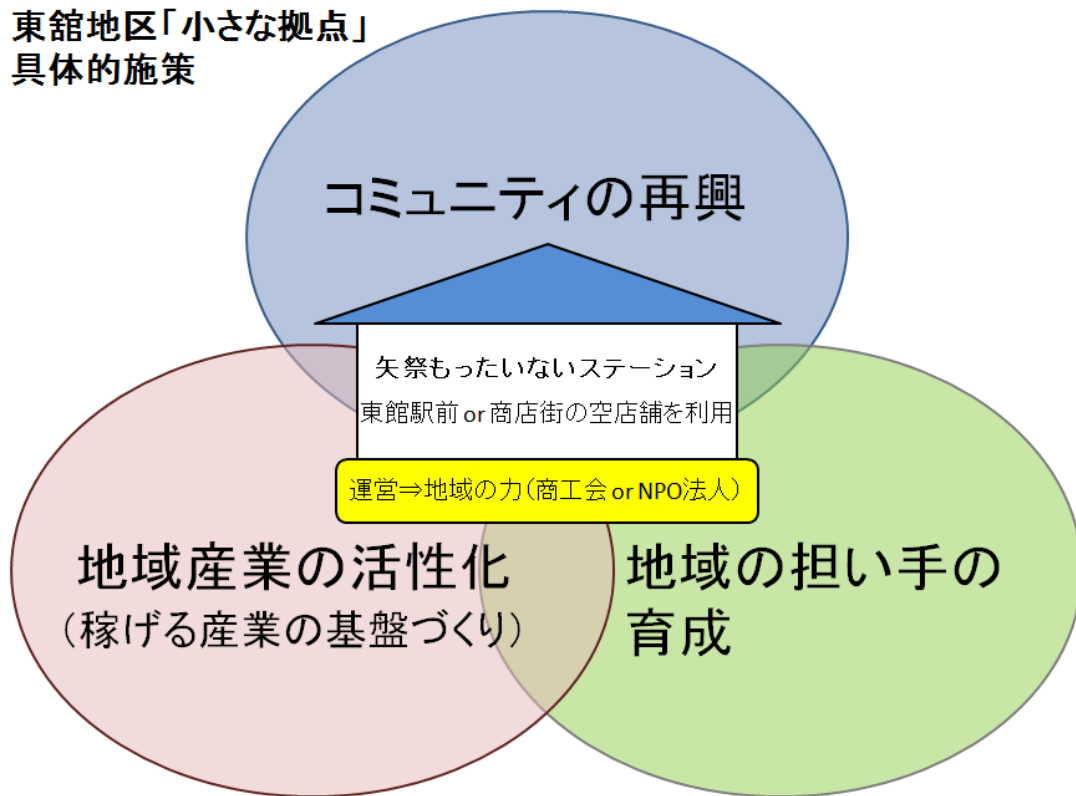 東舘地区「小さな拠点」
具体的施策
コミュニティの再興
矢祭もったいないステーション
東館駅前 or 商店街の空店舗を利用
運営⇒地域の力(商工会 or NPO法人)
地域産業の活性化
(稼げる産業の基盤づくり)
地域の担い手の
育成